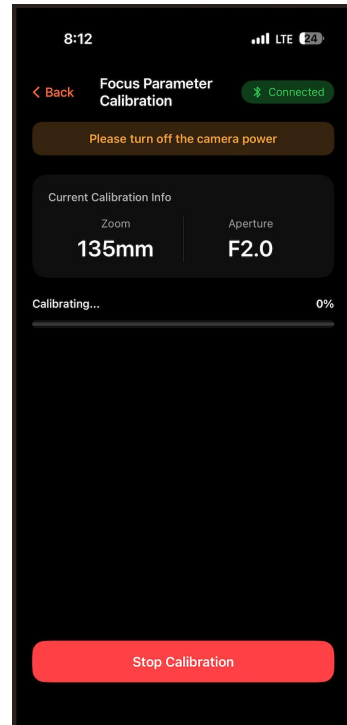 8:12
LTE 24
Back
Focus Parameter
Calibration
Connected
Please turn off the camera power
Current Calibration Info
Zoom
Aperture
135mm
F2.0
Calibrating...
0%
Stop Calibration